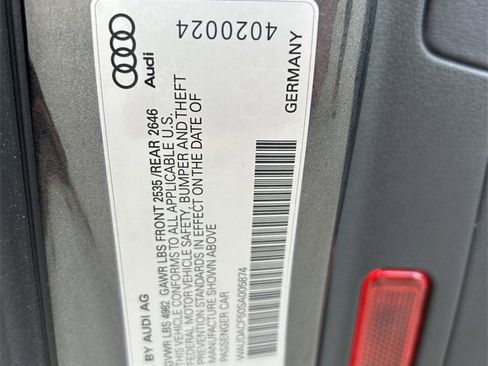 4020024
Audi
GERMANY
BY AUDI AG
GVWR LBS 4982 GAWR LBS FRONT 2535 /REAR 2646
THIS VEHICLE CONFORMS TO ALL APPLICABLE U.S.
FEDERAL MOTOR VEHICLE SAFETY, BUMPER AND THEFT
PREVENTION STANDARDS IN EFFECT ON THE DATE OF
MANUFACTURE SHOWN ABOVE
PASSENGER CAR
WAUDACF60SA005874